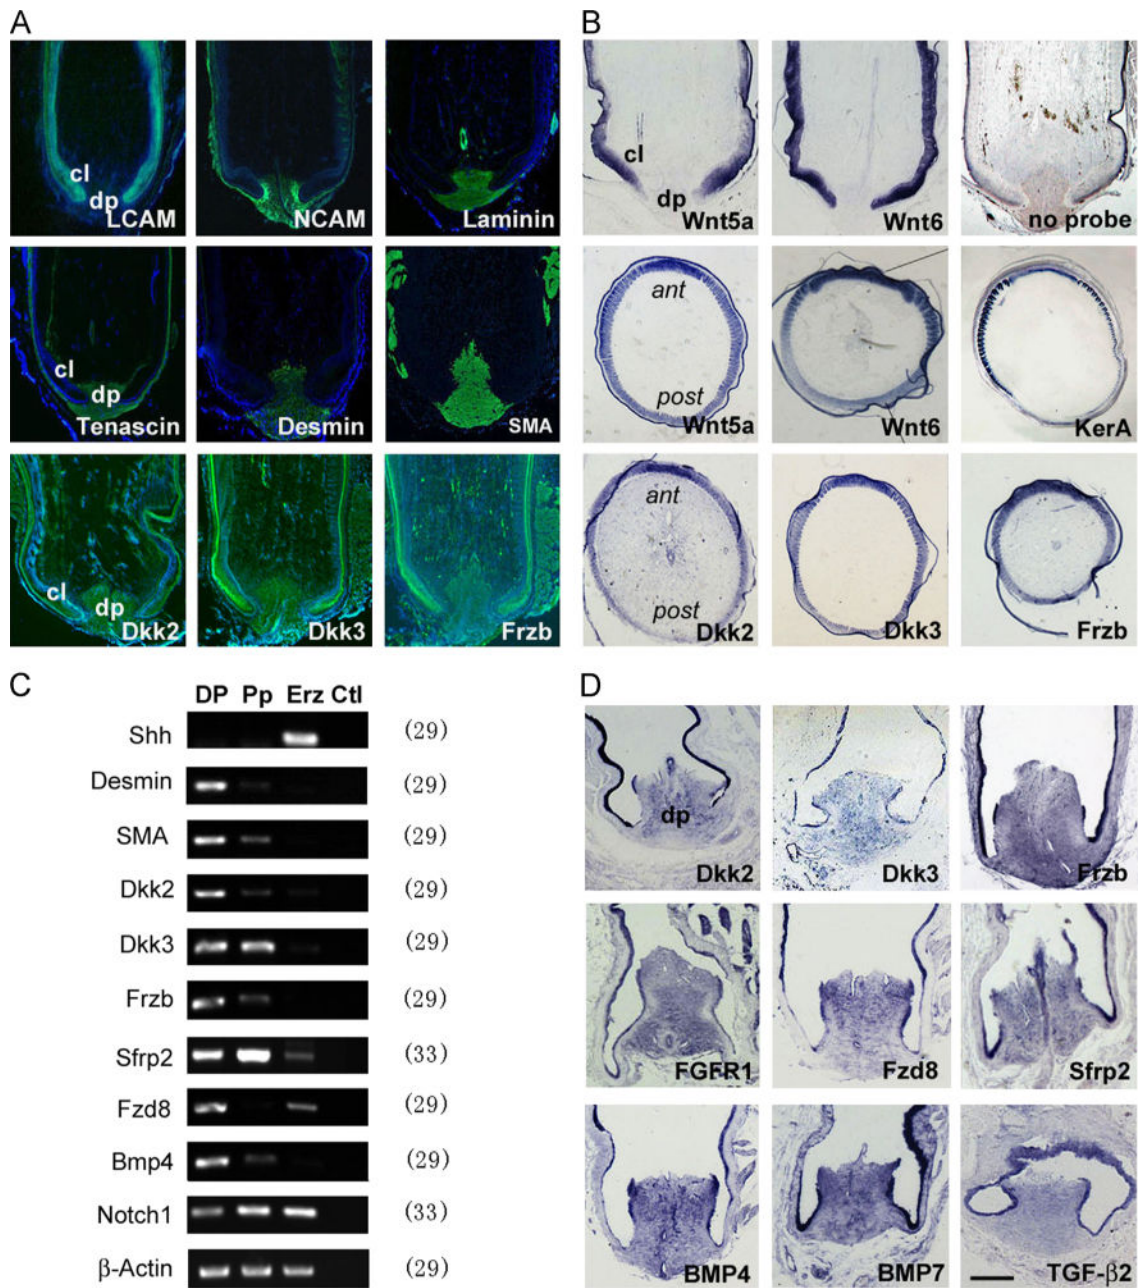 A
LCAM
cl
dp
NCAM
Laminin
Tenascin
cl
dp
Desmin
SMA
Dkk2
cl
dp
Dkk3
Frzb
B
cl
dp
Wnt5a
Wnt6
no probe
ant
post
Wnt5a
Wnt6
KerA
ant
post
Dkk2
Dkk3
Frzb
C
DP Pp Erz Ctl
Shh (29)
Desmin (29)
SMA (29)
Dkk2 (29)
Dkk3 (29)
Frzb (29)
Sfrp2 (33)
Fzd8 (29)
Bmp4 (29)
Notch1 (33)
β-Actin (29)
D
dp
Dkk2
Dkk3
Frzb
FGFR1
Fzd8
Sfrp2
BMP4
BMP7
TGF-β2